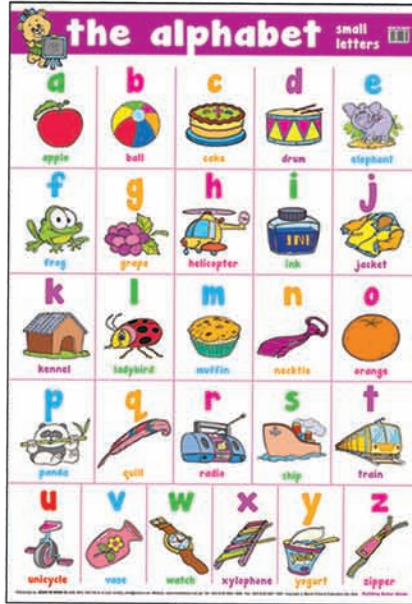 the alphabet small
letters
a b c d e
apple ball cake drum elephant
f g h i j
INI
frog grape helicopter ink jacket
k l m n o
kennel ladybird muffin necktie orange
p q r s t
panda quill radio ship train
u v w x y z
unicycle vase watch xylophone yogurt zipper